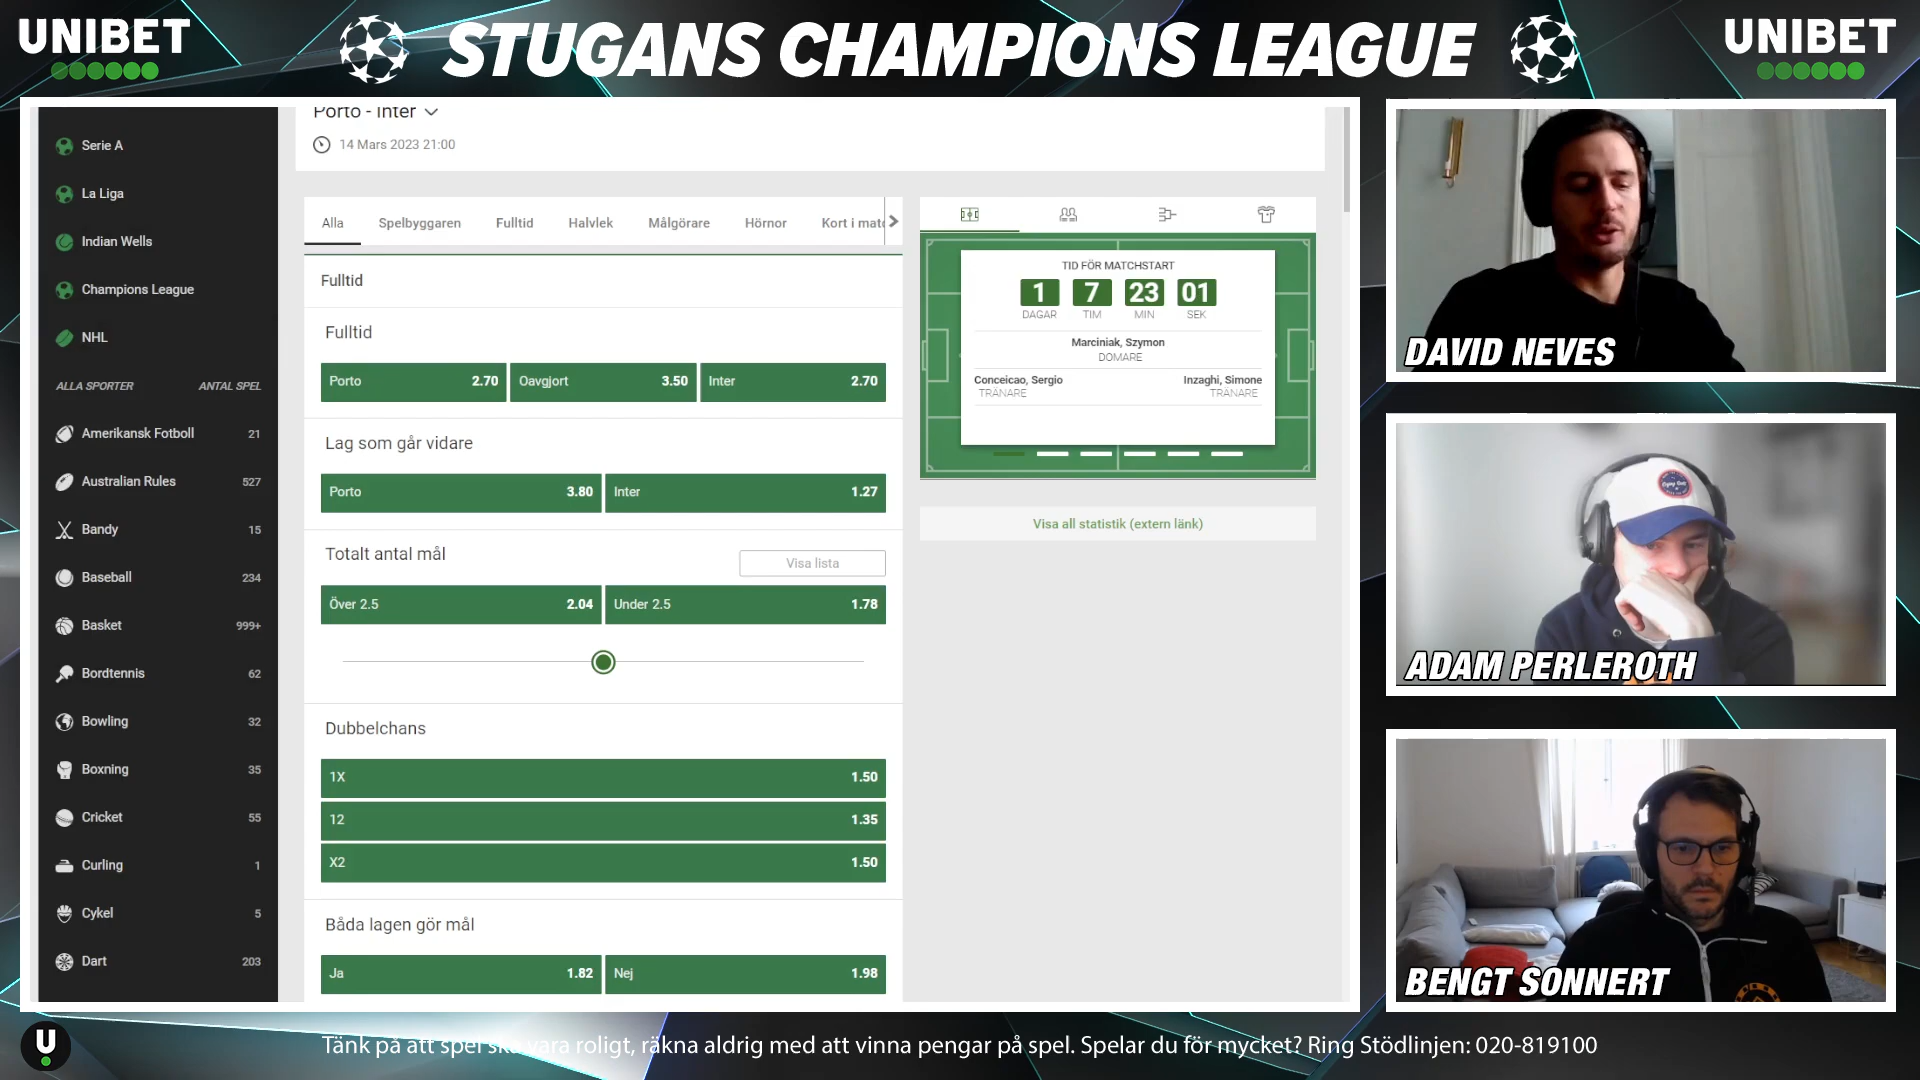 UNIBET
STUGANS CHAMPIONS LEAGUE
UNIBET
Porto - Inter
14 Mars 2023 21:00
Serie A
La Liga
Indian Wells
Champions League
NHL
ALLA SPORTER ANTAL SPEL
Amerikansk Fotboll 21
Australian Rules 527
Bandy 15
Baseball 234
Basket 999+
Bordtennis 62
Bowling 32
Boxning 35
Cricket 55
Curling 1
Cykel 5
Dart 203
Alla Spelbyggaren Fulltid Halvlek Målgörare Hörnor Kort i mat
Fulltid
Fulltid
Porto 2.70 Oavgjort 3.50 Inter 2.70
Lag som går vidare
Porto 3.80 Inter 1.27
Totalt antal mål
Visa lista
Över 2.5 2.04 Under 2.5 1.78
Dubbelchans
1X 1.50
12 1.35
X2 1.50
Båda lagen gör mål
Ja 1.82 Nej 1.98
TID FÖR MATCHSTART
1 7 23 01
DAGAR TIM MIN SEK
Marciniak, Szymon
DOMARE
Conceicao, Sergio Inzaghi, Simone
TRÄNARE TRÄNARE
Visa all statistik (extern länk)
DAVID NEVES
ADAM PERLEROTH
BENGT SONNERT
U
Tänk på att spel ska vara roligt, räkna aldrig med att vinna pengar på spel. Spelar du för mycket? Ring Stödlinjen: 020-819100